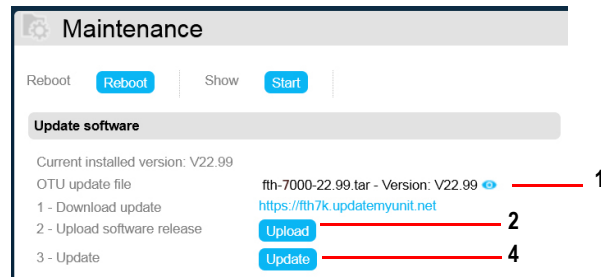 Maintenance
Reboot Reboot Show Start
Update software
Current installed version: V22.99
OTU update file fth-7000-22.99.tar - Version: V22.99 1
1 - Download update https://fth7k.updatemyunit.net
2 - Upload software release Upload 2
3 - Update Update 4